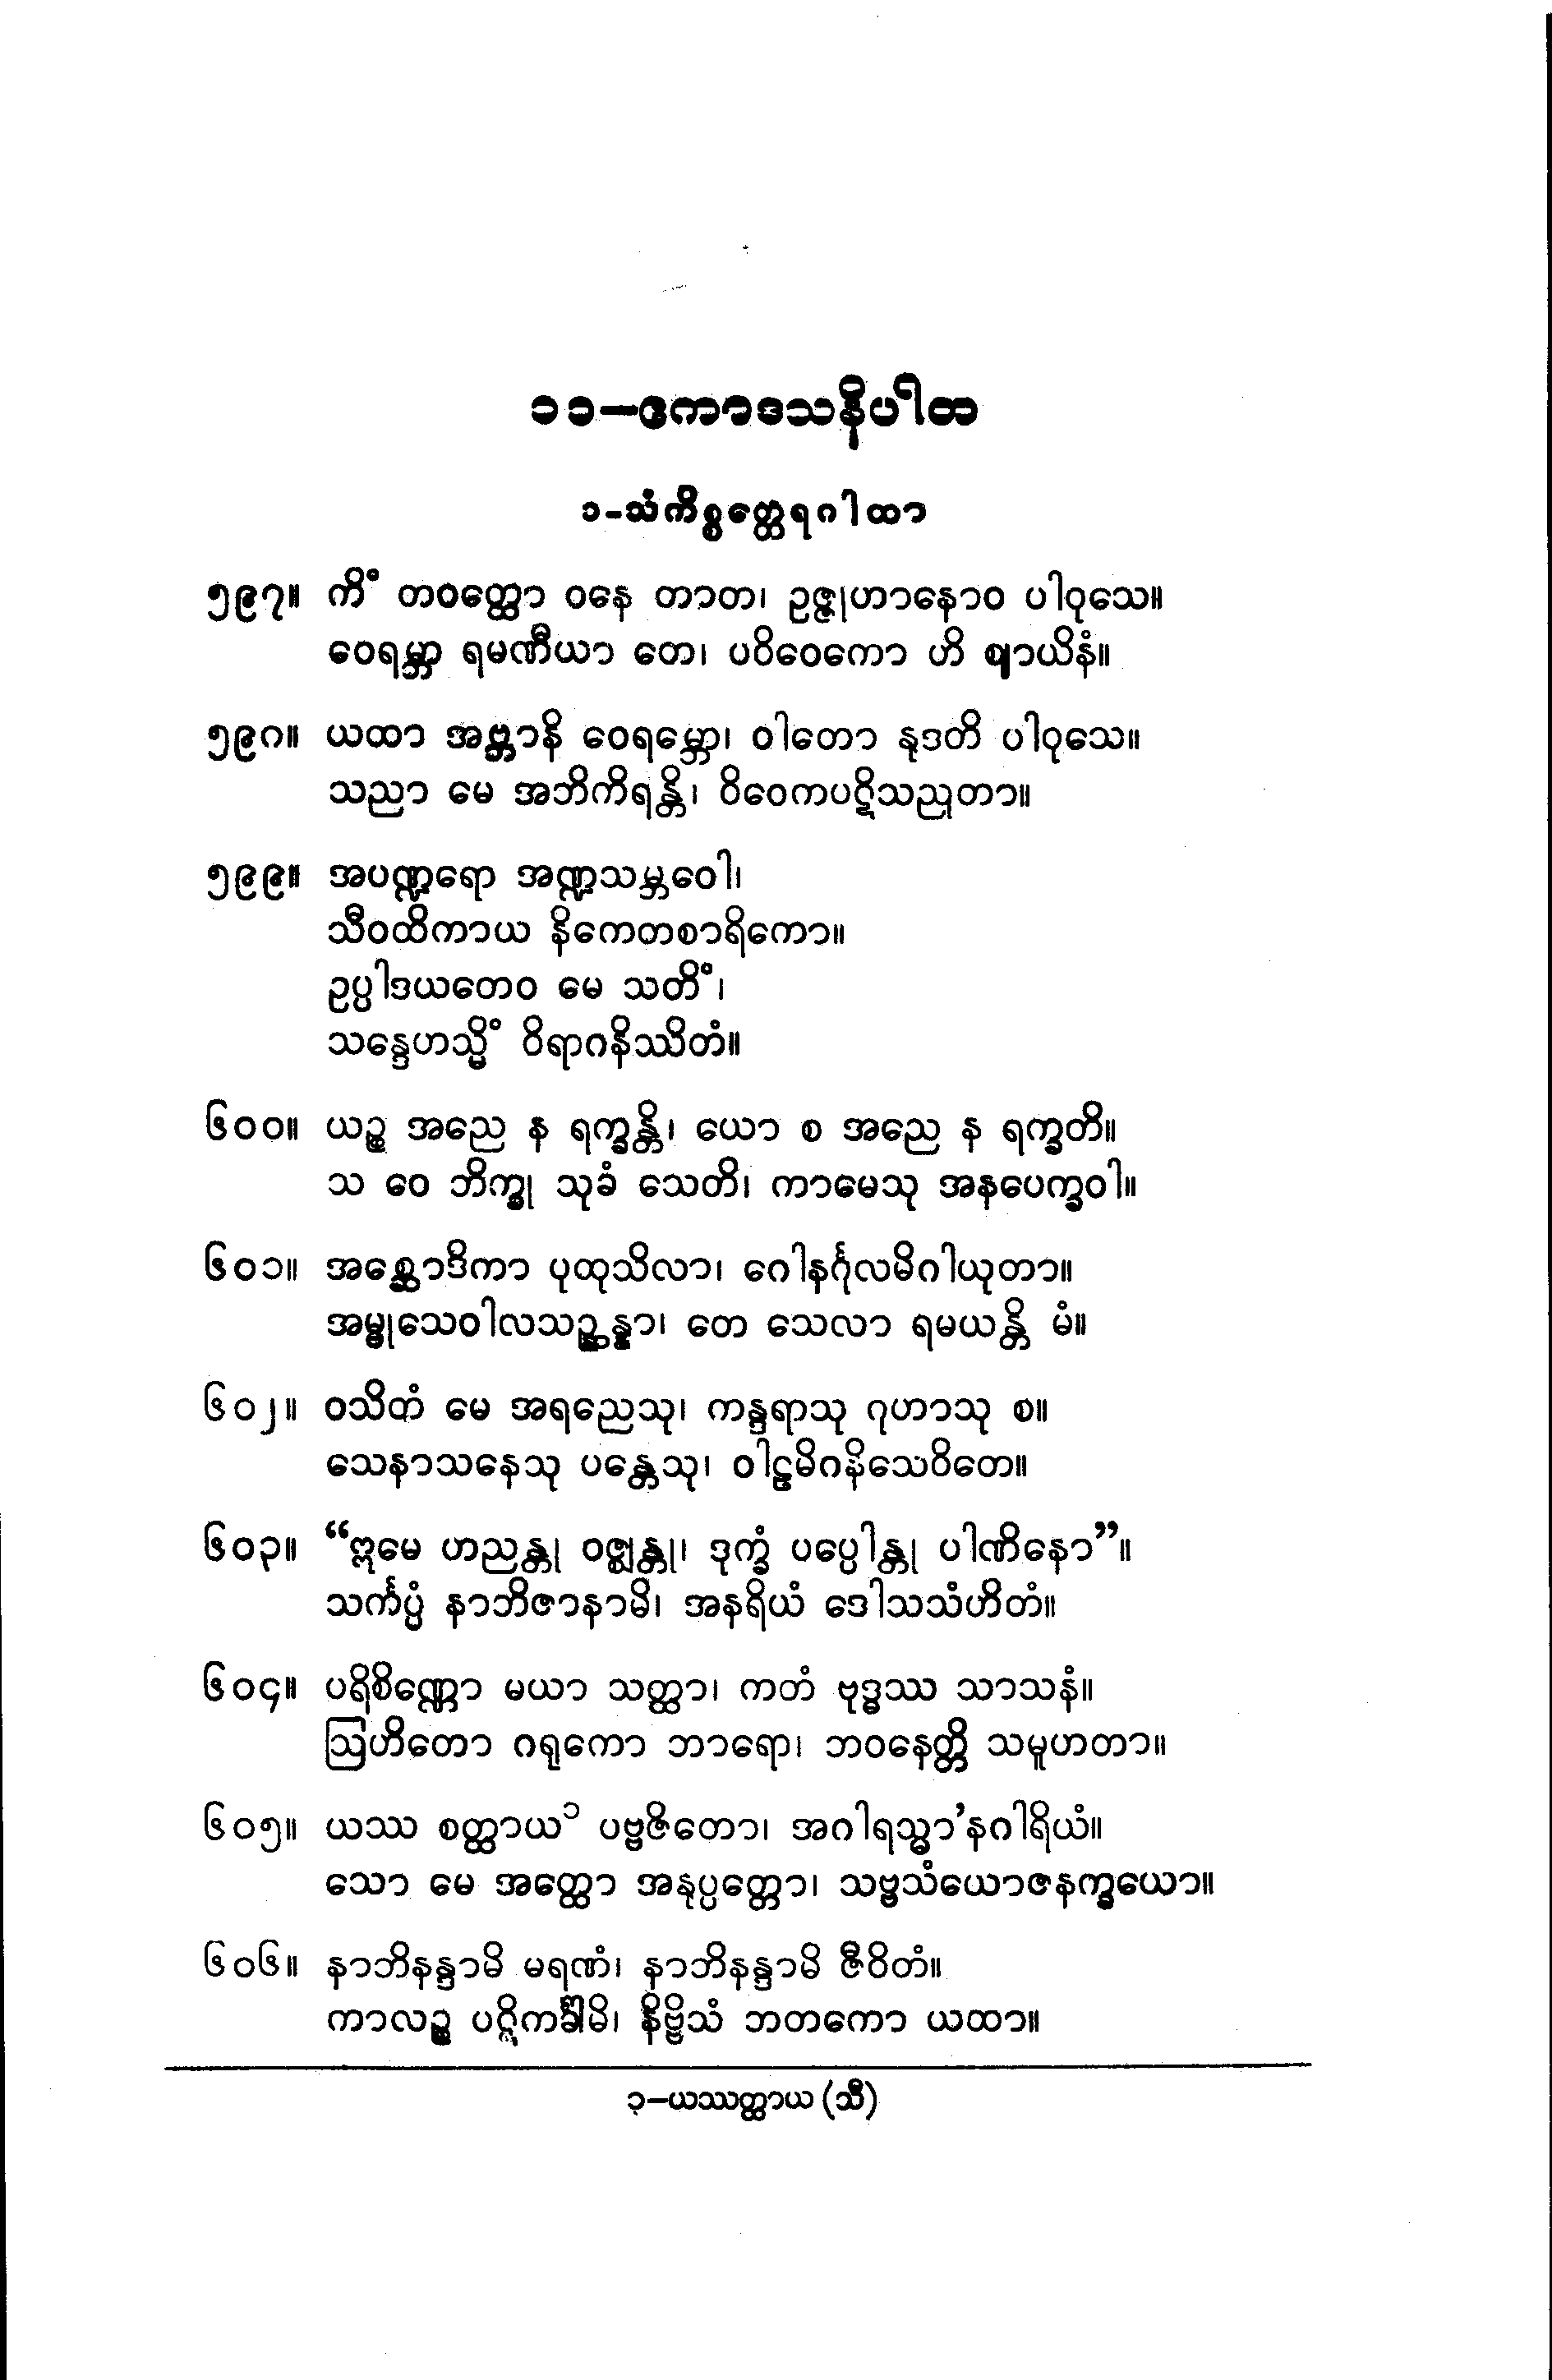 ၁၁–ဧကာဒသနိပါတ
၁-သံကိစ္စတ္ထေရဂါထာ
၅၉၇။ ကိံ တဝတ္ထော ဝနေ တာတ၊ ဥဇ္ဇုဟာနောဝ ပါဝုသေ။
ဝေရမ္ဘာ ရမဏီယာ တေ၊ ပဝိဝေကော ဟိ ဈာယိနံ။
၅၉၈။ ယထာ အဗ္ဘာနိ ဝေရမ္ဘော၊ ဝါတော နုဒတိ ပါဝုသေ။
သညာ မေ အဘိကိရန္တိ၊ ဝိဝေကပဋိသညုတာ။
၅၉၉။ အပဏ္ဍရော အဏ္ဍသမ္ဘဝေါ၊
သီဝထိကာယ နိကေတစာရိကော။
ဥပ္ပါဒယတေဝ မေ သတိံ၊
သန္ဒေဟသ္မိံ ဝိရာဂနိဿိတံ။
၆၀၀။ ယဉ္စ အညေ န ရက္ခန္တိ၊ ယော စ အညေ န ရက္ခတိ။
သ ဝေ ဘိက္ခု သုခံ သေတိ၊ ကာမေသု အနပေက္ခဝါ။
၆၀၁။ အစ္ဆောဒိကာ ပုထုသိလာ၊ ဂေါနင်္ဂုလမိဂါယုတာ။
အမ္ဗုသေဝါလသဉ္ဆန္နာ၊ တေ သေလာ ရမယန္တိ မံ။
၆၀၂။ ဝသိတံ မေ အရညေသု၊ ကန္ဒရာသု ဂုဟာသု စ။
သေနာသနေသု ပန္တေသု၊ ဝါဠမိဂနိသေဝိတေ။
၆၀၃။ “ဣမေ ဟညန္တု ဝဇ္ဈန္တု၊ ဒုက္ခံ ပပ္ပေါန္တု ပါဏိနော”။
သင်္ကပ္ပံ နာဘိဇာနာမိ၊ အနရိယံ ဒေါသသံဟိတံ။
၆၀၄။ ပရိစိဏ္ဏော မယာ သတ္ထာ၊ ကတံ ဗုဒ္ဓဿ သာသနံ။
ဩဟိတော ဂရုကော ဘာရော၊ ဘဝနေတ္တိ သမူဟတာ။
၆၀၅။ ယဿ စတ္ထာယ၁ ပဗ္ဗဇိတော၊ အဂါရသ္မာ’နဂါရိယံ။
သော မေ အတ္ထော အနုပ္ပတ္တော၊ သဗ္ဗသံယောဇနက္ခယော။
၆၀၆။ နာဘိနန္ဒာမိ မရဏံ၊ နာဘိနန္ဒာမိ ဇီဝိတံ။
ကာလဉ္စ ပဋိကင်္ခါမိ၊ နိဗ္ဗိသံ ဘတကော ယထာ။
၁–ယဿတ္ထာယ (သီ)